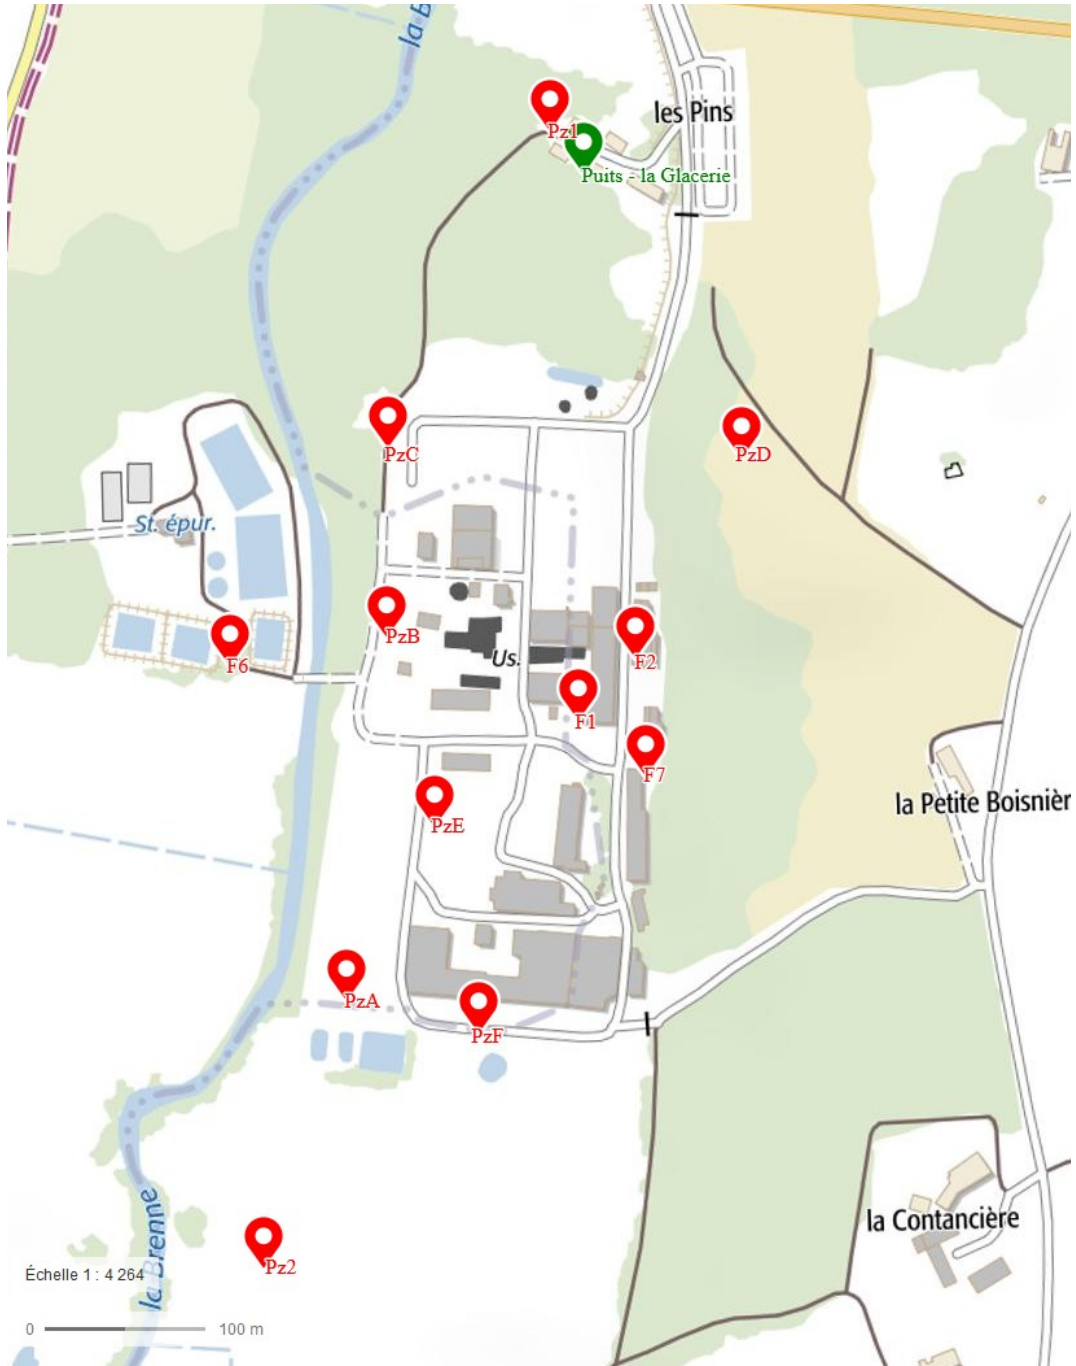 la B
Pz1
les Pins
Puits - la Glacerie
PzC
PzD
St. épur.
PzB
F6
Us.
F2
F1
F7
PzE
la Petite Boisnièr
PzA
PzF
la Contancière
la Brenne
Pz2
Échelle 1 : 4 264
0 100 m